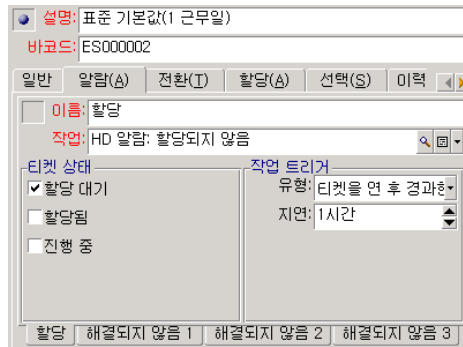 설명: 표준 기본값(1 근무일)
바코드: ES000002
일반 알람(A) 전환(T) 할당(A) 선택(S) 이력
이름: 할당
작업: HD 알람: 할당되지 않음
티켓 상태 작업 트리거
할당 대기 유형: 티켓을 연 후 경과한
할당됨 지연: 1시간
진행 중
할당 해결되지 않음 1 해결되지 않음 2 해결되지 않음 3